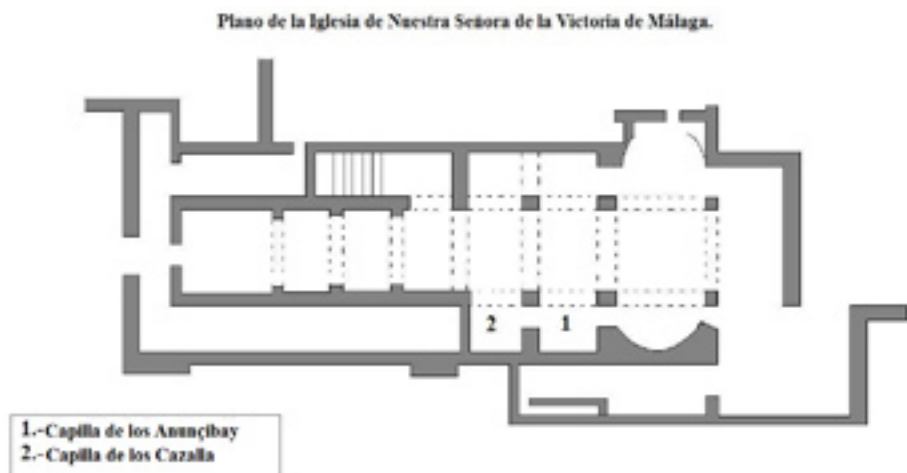 Plano de la Iglesia de Nuestra Señora de la Victoria de Málaga.
2 1
1.-Capilla de los Anunçibay
2.-Capilla de los Cazalla